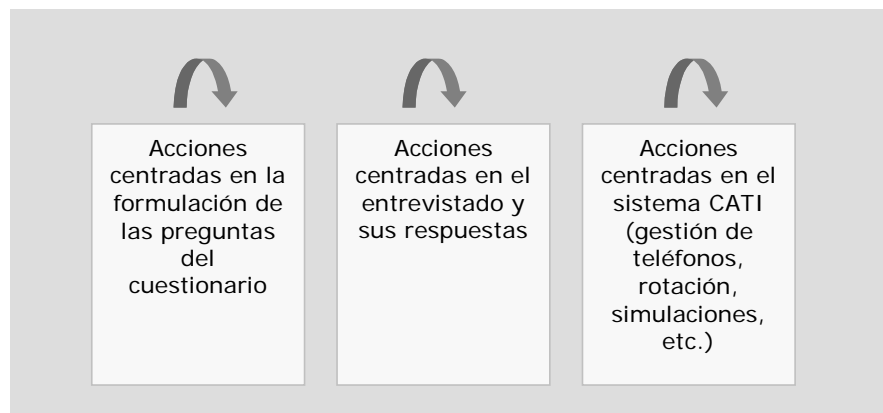 Acciones
centradas en la
formulación de
las preguntas
del
cuestionario
Acciones
centradas en el
entrevistado y
sus respuestas
Acciones
centradas en el
sistema CATI
(gestión de
teléfonos,
rotación,
simulaciones,
etc.)